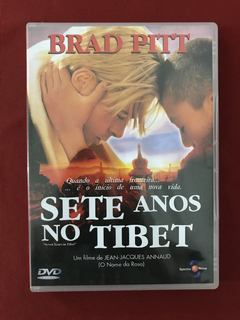 BRAD PITT
Quando a última fronteira...
... é o início de uma nova vida.
SETE ANOS
NO TIBET
Um filme de JEAN-JACQUES ANNAUD
(O Nome da Rosa)
DVD